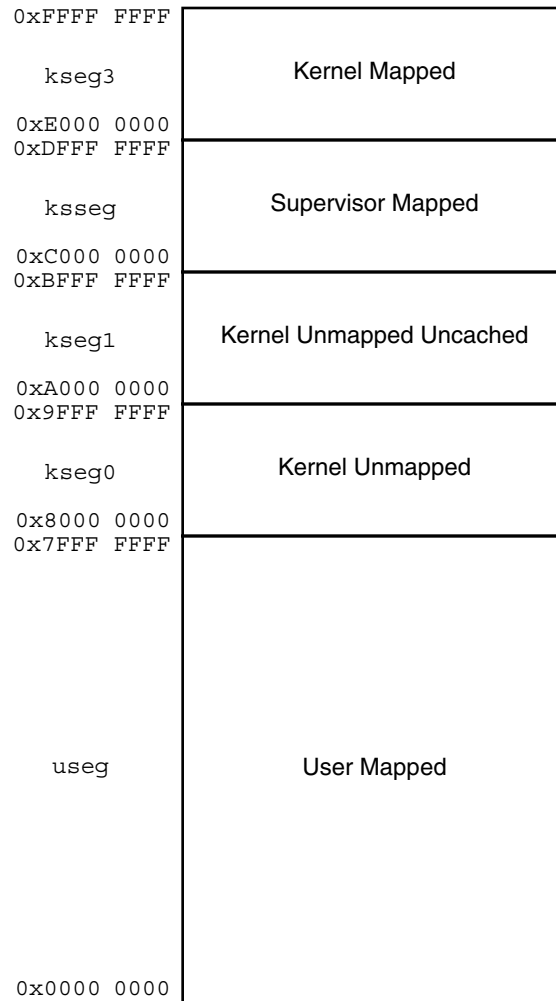 0xFFFF FFFF
kseg3
Kernel Mapped
0xE000 0000
0xDFFF FFFF
ksseg
Supervisor Mapped
0xC000 0000
0xBFFF FFFF
kseg1
Kernel Unmapped Uncached
0xA000 0000
0x9FFF FFFF
kseg0
Kernel Unmapped
0x8000 0000
0x7FFF FFFF
useg
User Mapped
0x0000 0000